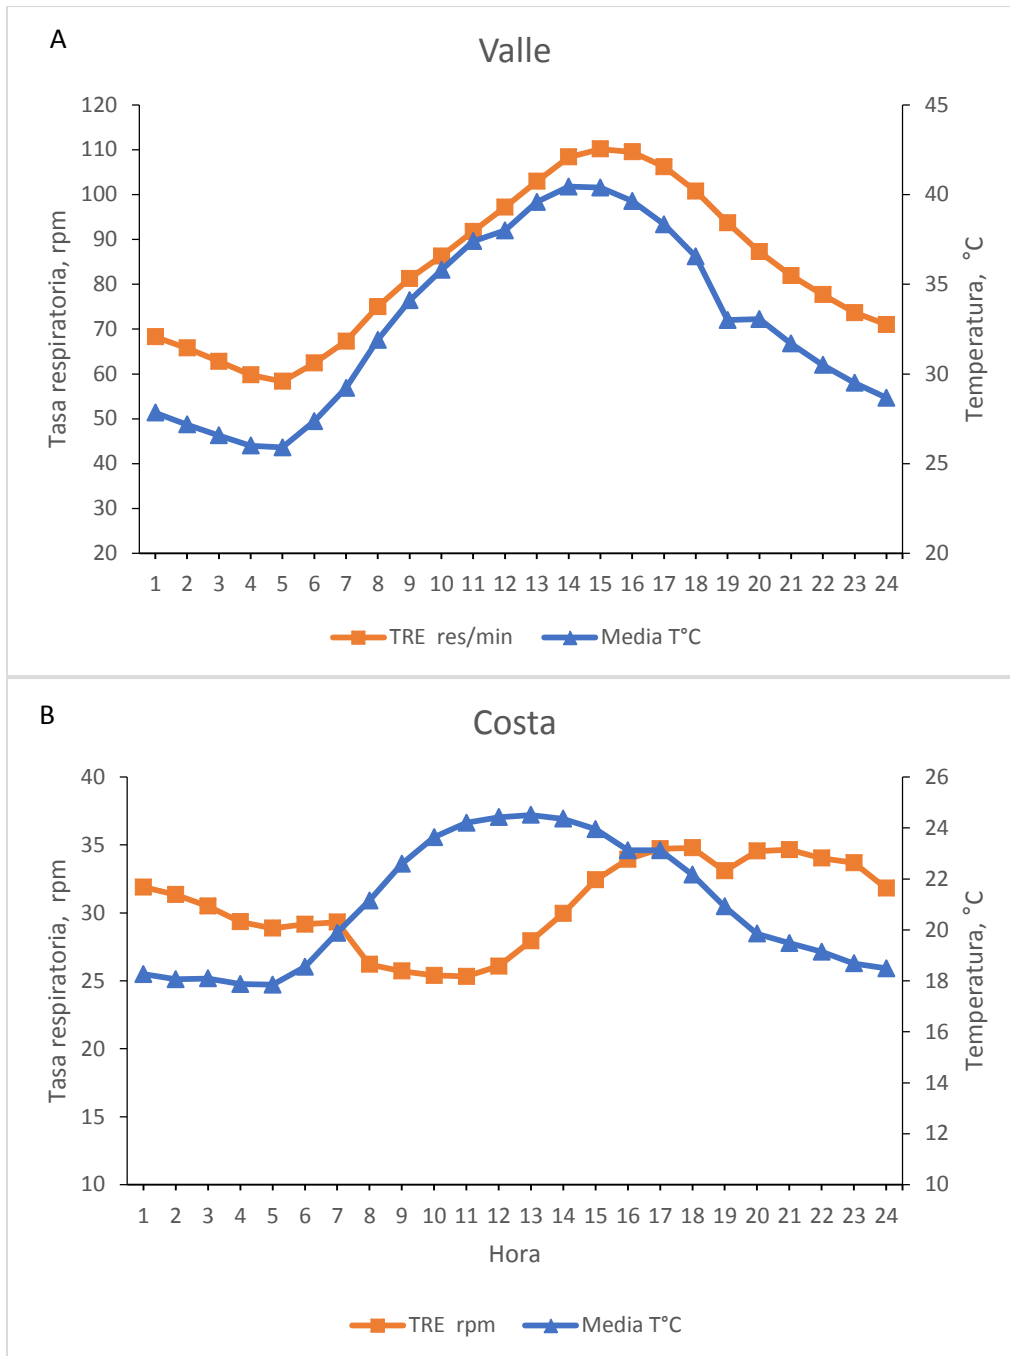 A
Valle
120
110
100
90
80
70
60
50
40
30
20
Tasa respiratoria, rpm
45
40
35
30
25
20
Temperatura, °C
1 2 3 4 5 6 7 8 9 10 11 12 13 14 15 16 17 18 19 20 21 22 23 24
TRE res/min Media T°C
B
Costa
40
35
30
25
20
15
10
Tasa respiratoria, rpm
26
24
22
20
18
16
14
12
10
Temperatura, °C
1 2 3 4 5 6 7 8 9 10 11 12 13 14 15 16 17 18 19 20 21 22 23 24
Hora
TRE rpm Media T°C